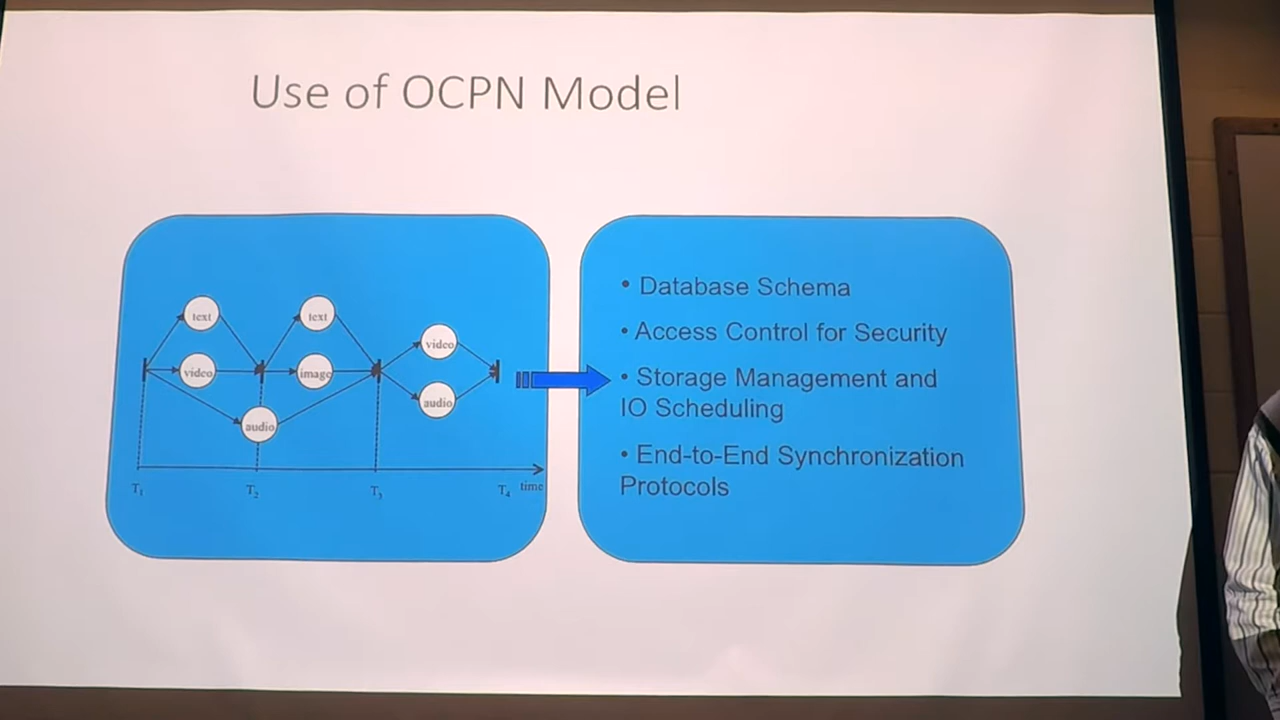 Use of OCPN Model
text
text
video
video
image
audio
audio
T1
T2
T3
T4 time
• Database Schema
• Access Control for Security
• Storage Management and
IO Scheduling
• End-to-End Synchronization
Protocols